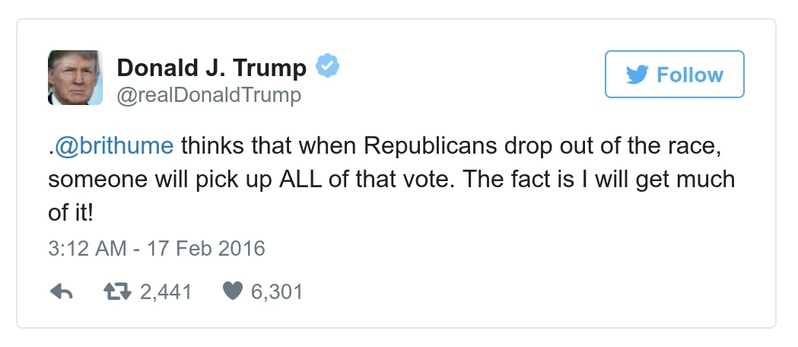 Donald J. Trump
@realDonaldTrump
Follow
.@brithume thinks that when Republicans drop out of the race,
someone will pick up ALL of that vote. The fact is I will get much
of it!
3:12 AM - 17 Feb 2016
2,441 6,301